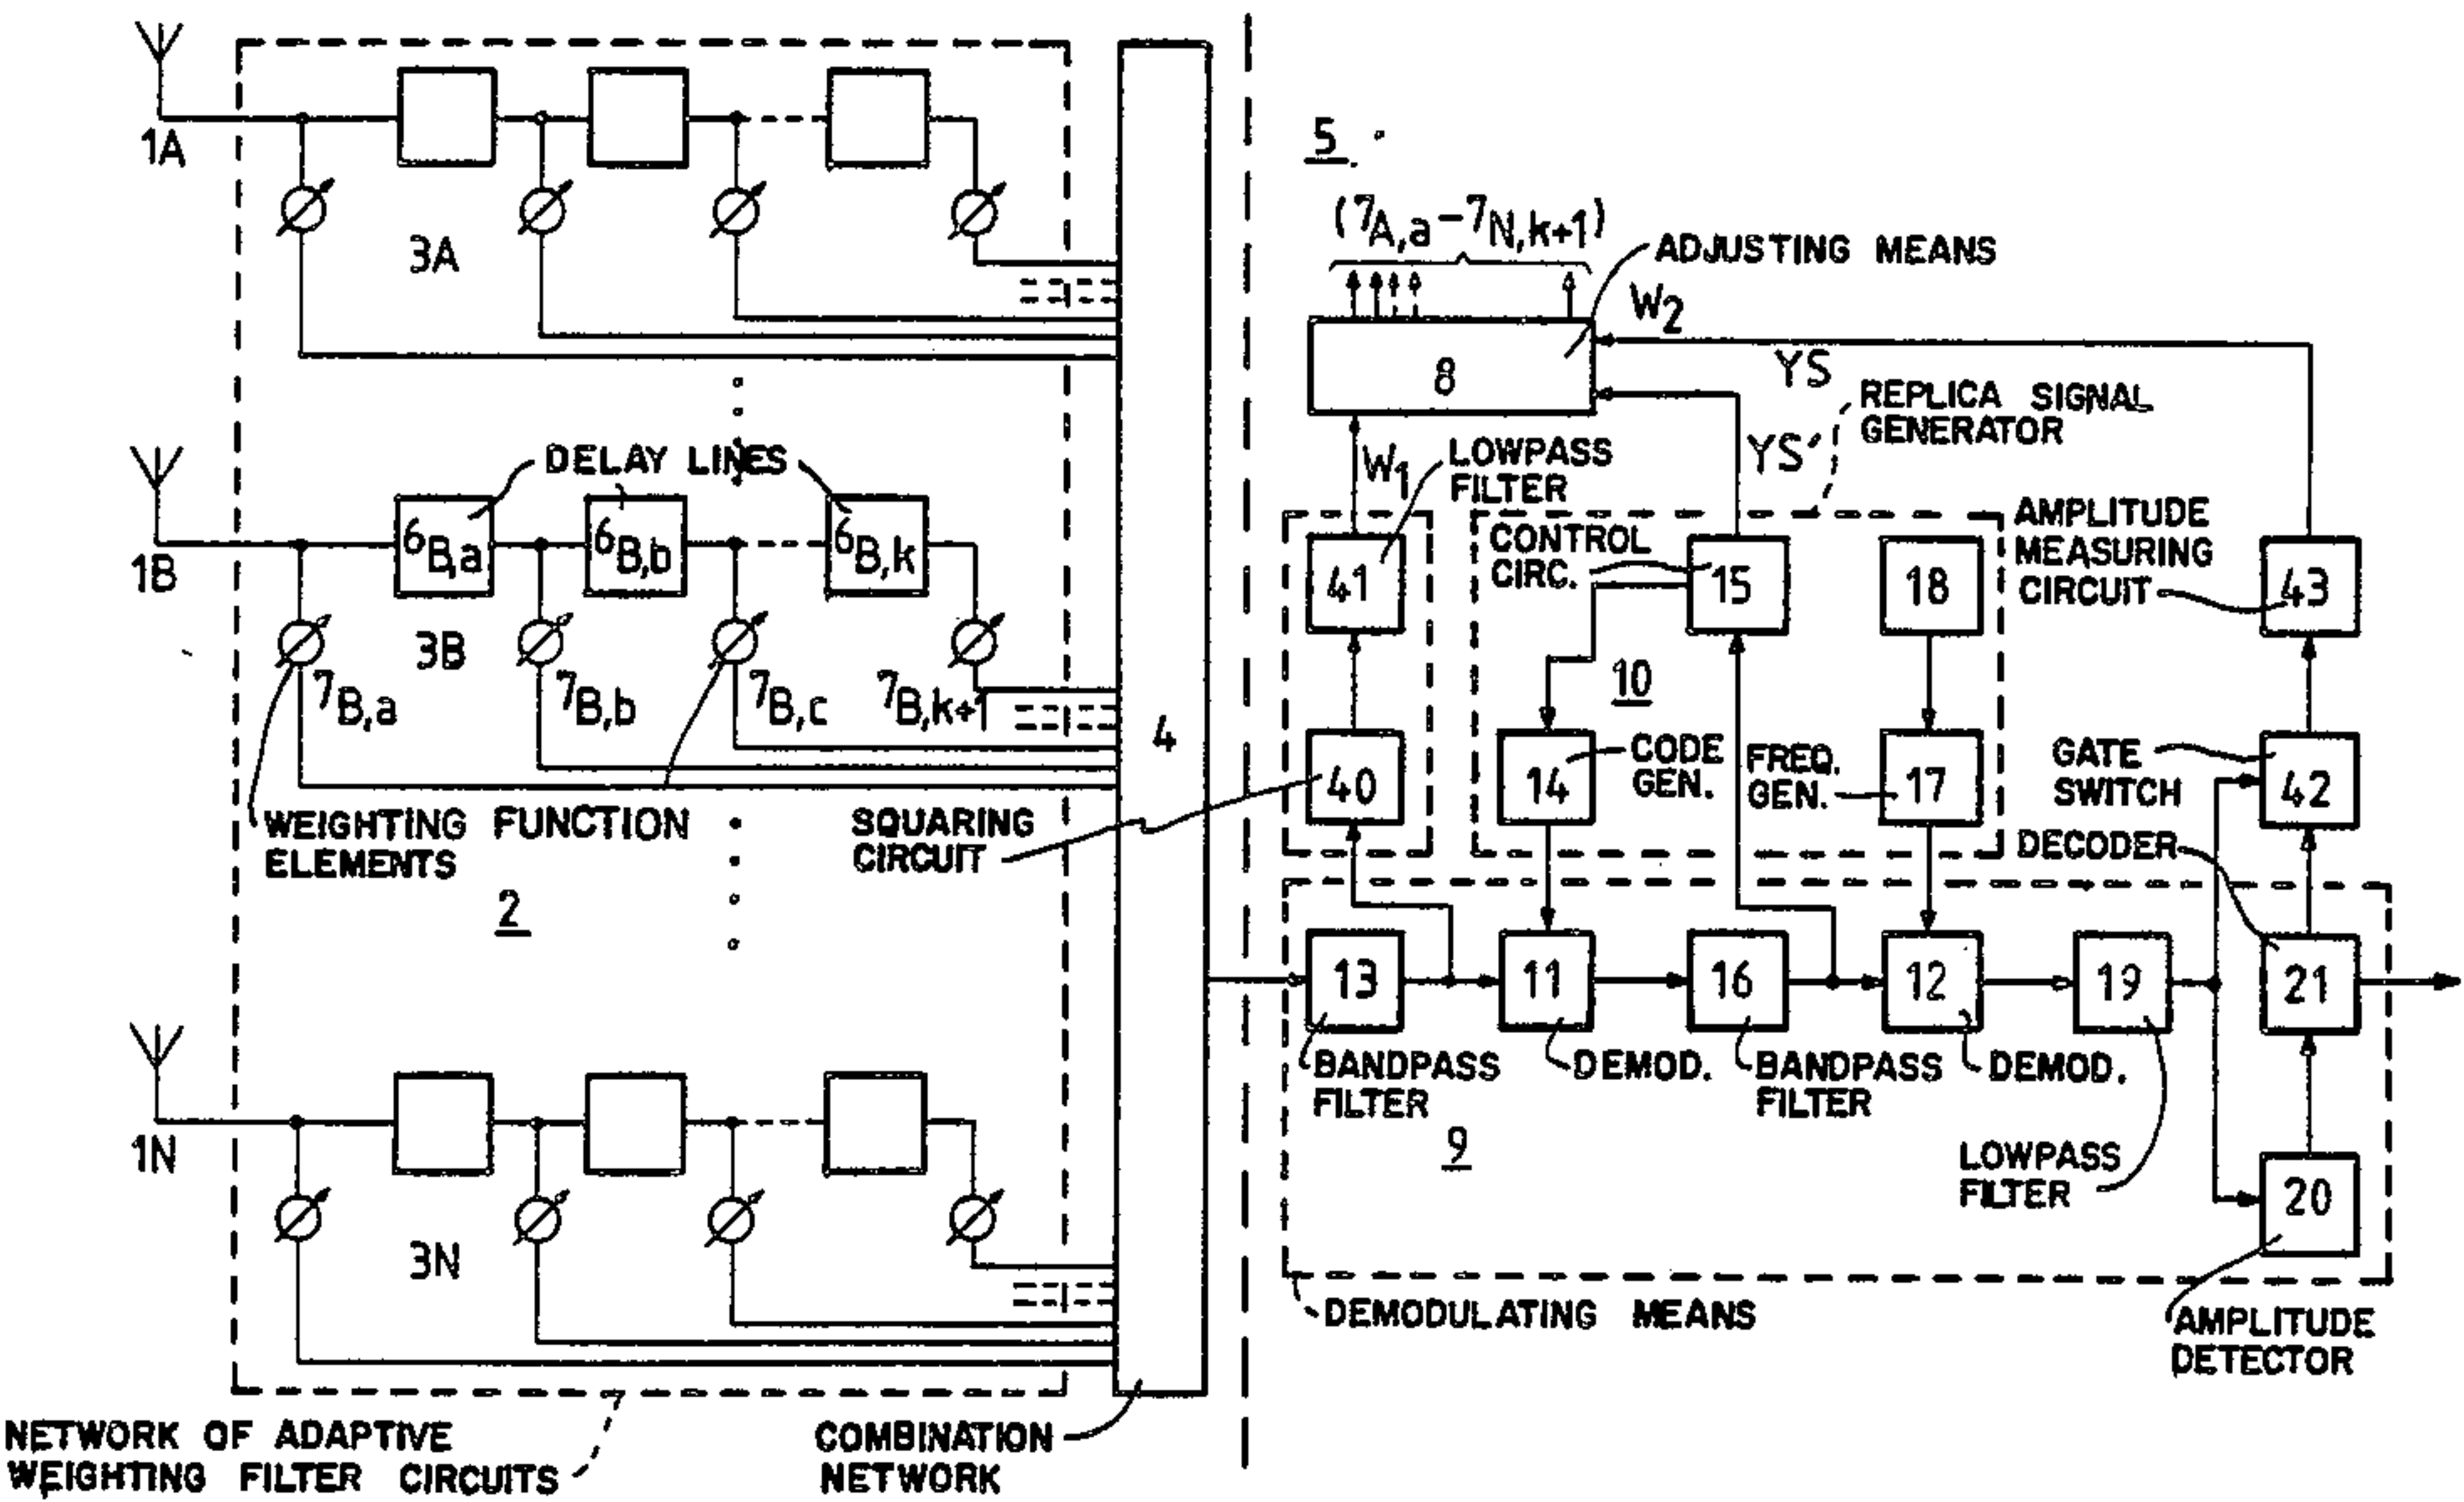 1A
3A
5
(7A,a-7N,k+1)
ADJUSTING MEANS
W2
8
YS
REPLICA SIGNAL
GENERATOR
YS'
W1
LOWPASS
FILTER
DELAY LINES
1B
6B,a
6B,b
6B,k
3B
7B,a
7B,b
7B,c
7B,k+1
4
41
CONTROL
CIRC.
15
18
AMPLITUDE
MEASURING
CIRCUIT
43
10
40
14
CODE
GEN.
FREQ.
GEN.
17
GATE
SWITCH
42
WEIGHTING FUNCTION
ELEMENTS
SQUARING
CIRCUIT
DECODER
2
13
11
16
12
19
21
BANDPASS
FILTER
DEMOD.
BANDPASS
FILTER
DEMOD.
9
LOWPASS
FILTER
20
1N
3N
DEMODULATING MEANS
AMPLITUDE
DETECTOR
NETWORK OF ADAPTIVE
WEIGHTING FILTER CIRCUITS
COMBINATION
NETWORK